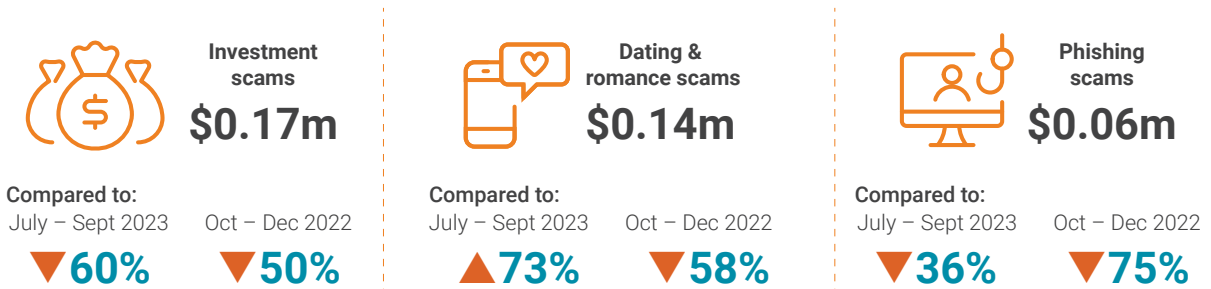 Investment
scams
$0.17m
Compared to:
July – Sept 2023 Oct – Dec 2022
▼60% ▼50%
Dating &
romance scams
$0.14m
Compared to:
July – Sept 2023 Oct – Dec 2022
▲73% ▼58%
Phishing
scams
$0.06m
Compared to:
July – Sept 2023 Oct – Dec 2022
▼36% ▼75%